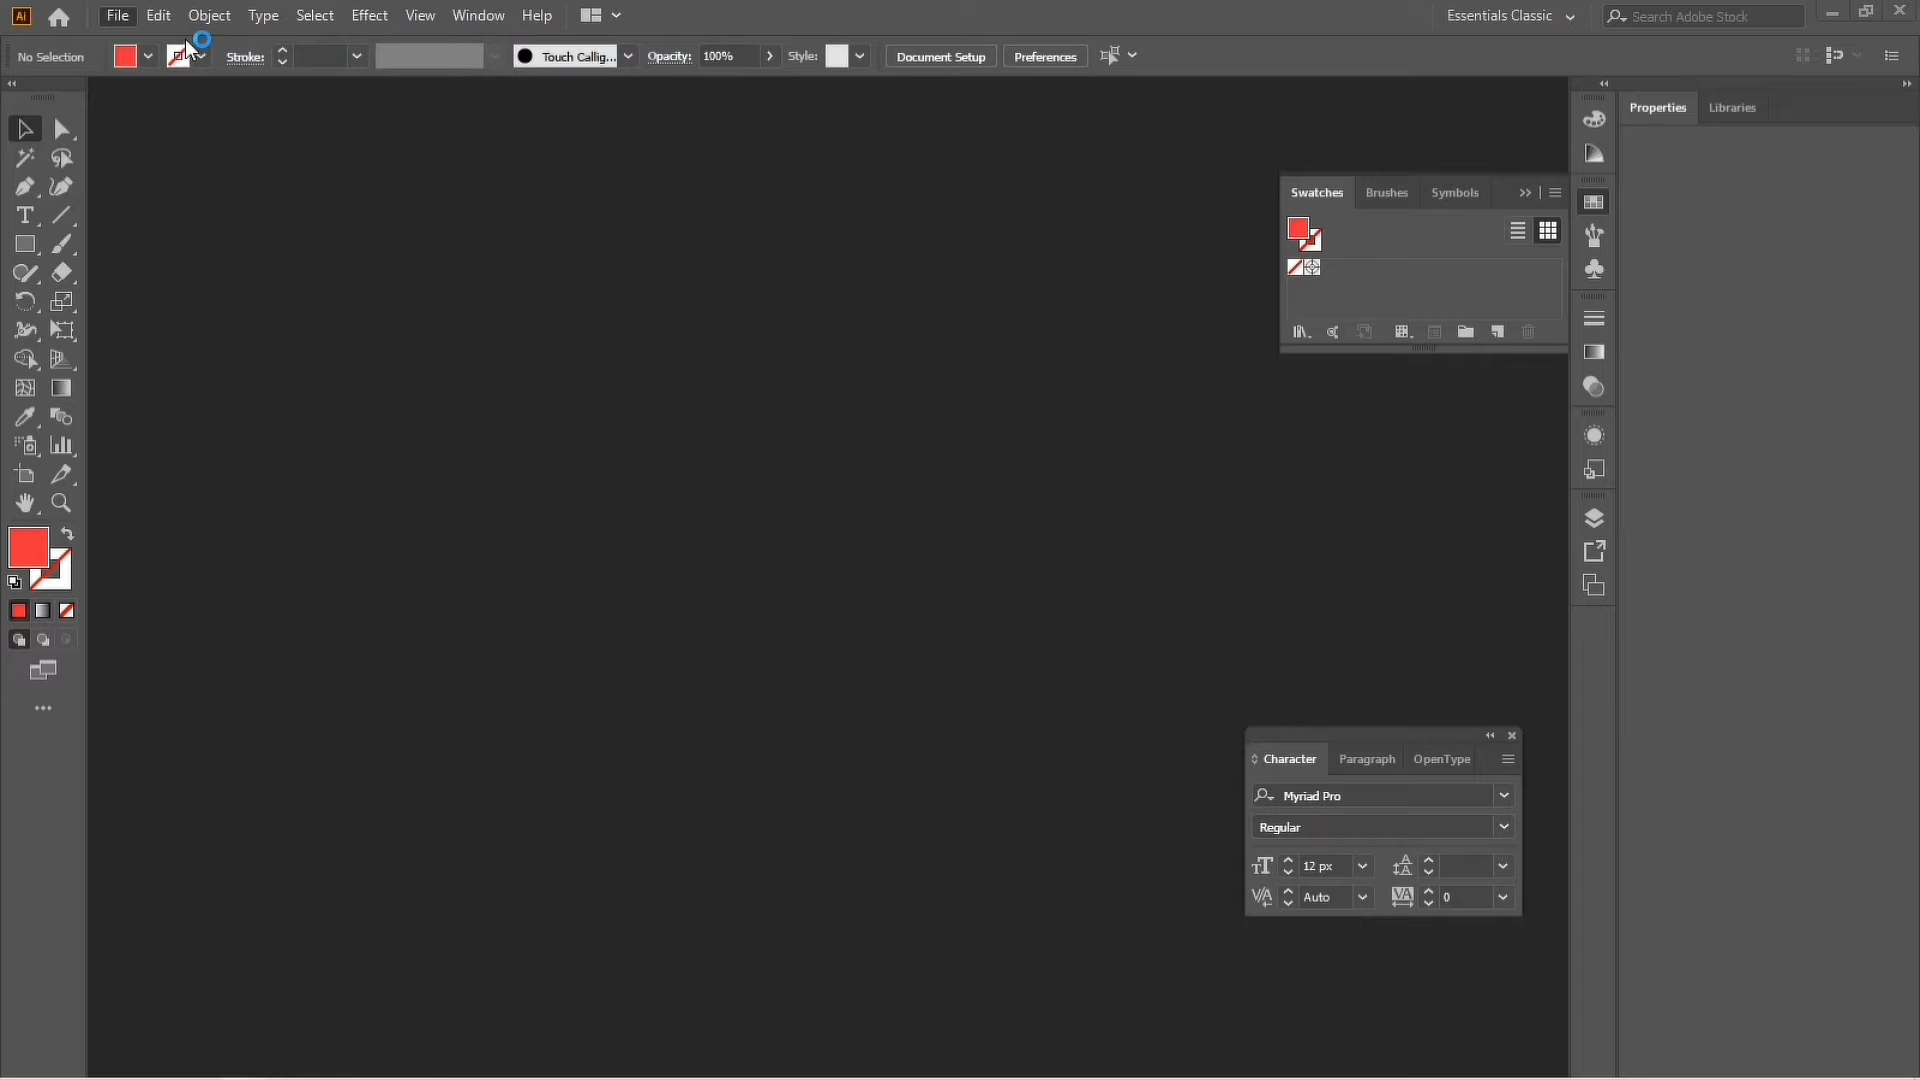 Ai File Edit Object Type Select Effect View Window Help Essentials Classic Search Adobe Stock
No Selection Stroke: Touch Callig... Opacity: 100% Style: Document Setup Preferences
Properties Libraries
Swatches Brushes Symbols
Character Paragraph OpenType
Myriad Pro
Regular
12 px
Auto 0